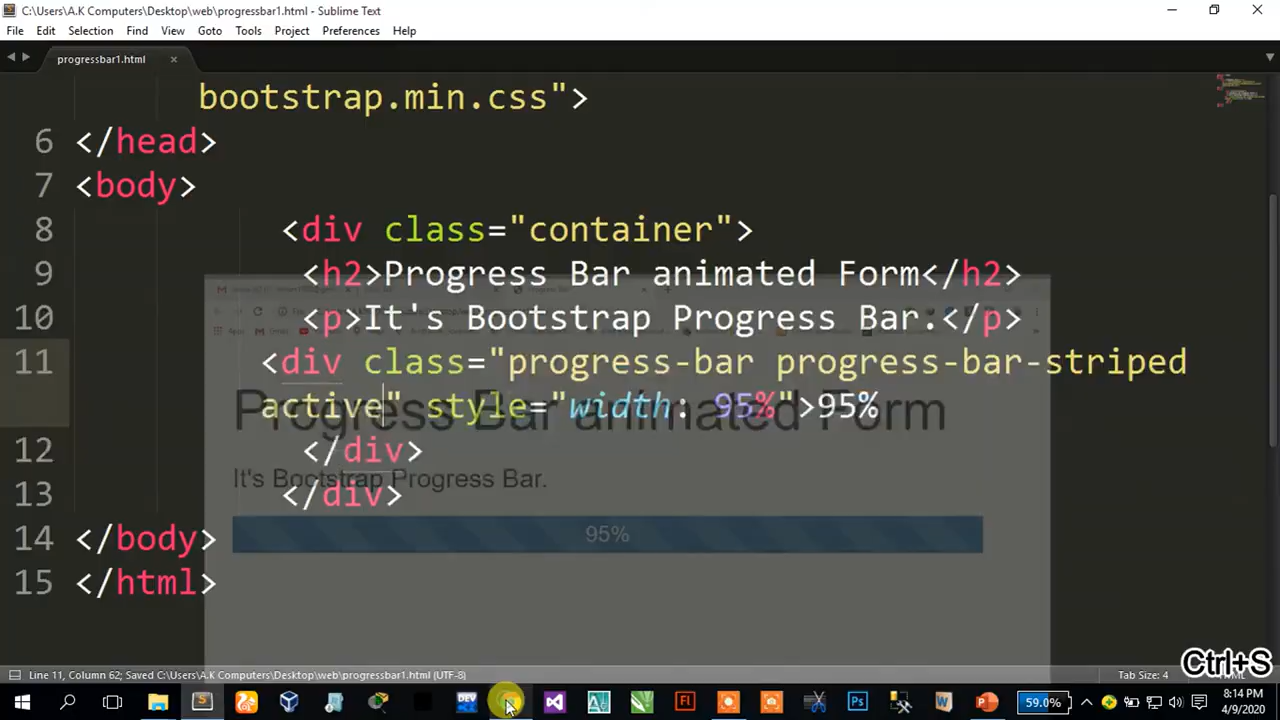 C:\Users\A.K Computers\Desktop\web\progressbar1.html - Sublime Text
File Edit Selection Find View Goto Tools Project Preferences Help
progressbar1.html ×
bootstrap.min.css">
6 </head>
7 <body>
8 <div class="container">
9 <h2>Progress Bar animated Form</h2>
10 <p>It's Bootstrap Progress Bar.</p>
11 <div class="progress-bar progress-bar-striped
active" style="width: 95%">95%
12 </div>
13 </div>
14 </body>
15 </html>
Progress Bar animated Form
It's Bootstrap Progress Bar.
95%
Ctrl+S
Line 11, Column 62; Saved C:\Users\A.K Computers\Desktop\web\progressbar1.html (UTF-8)
Tab Size: 4
HTML
DEV
Fl
Ps
59.0%
8:14 PM
4/9/2020